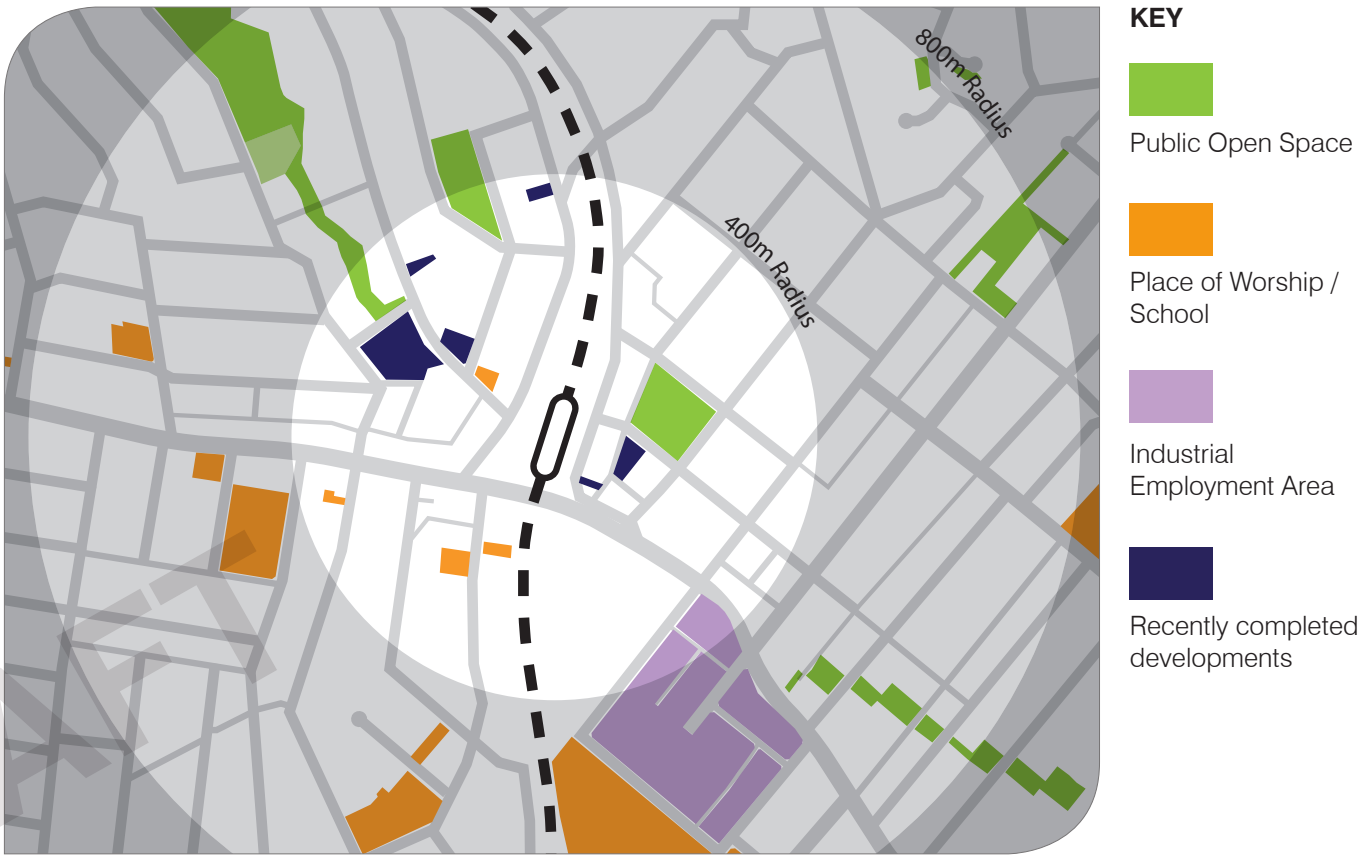 800m Radius
400m Radius
KEY
Public Open Space
Place of Worship /
School
Industrial
Employment Area
Recently completed
developments